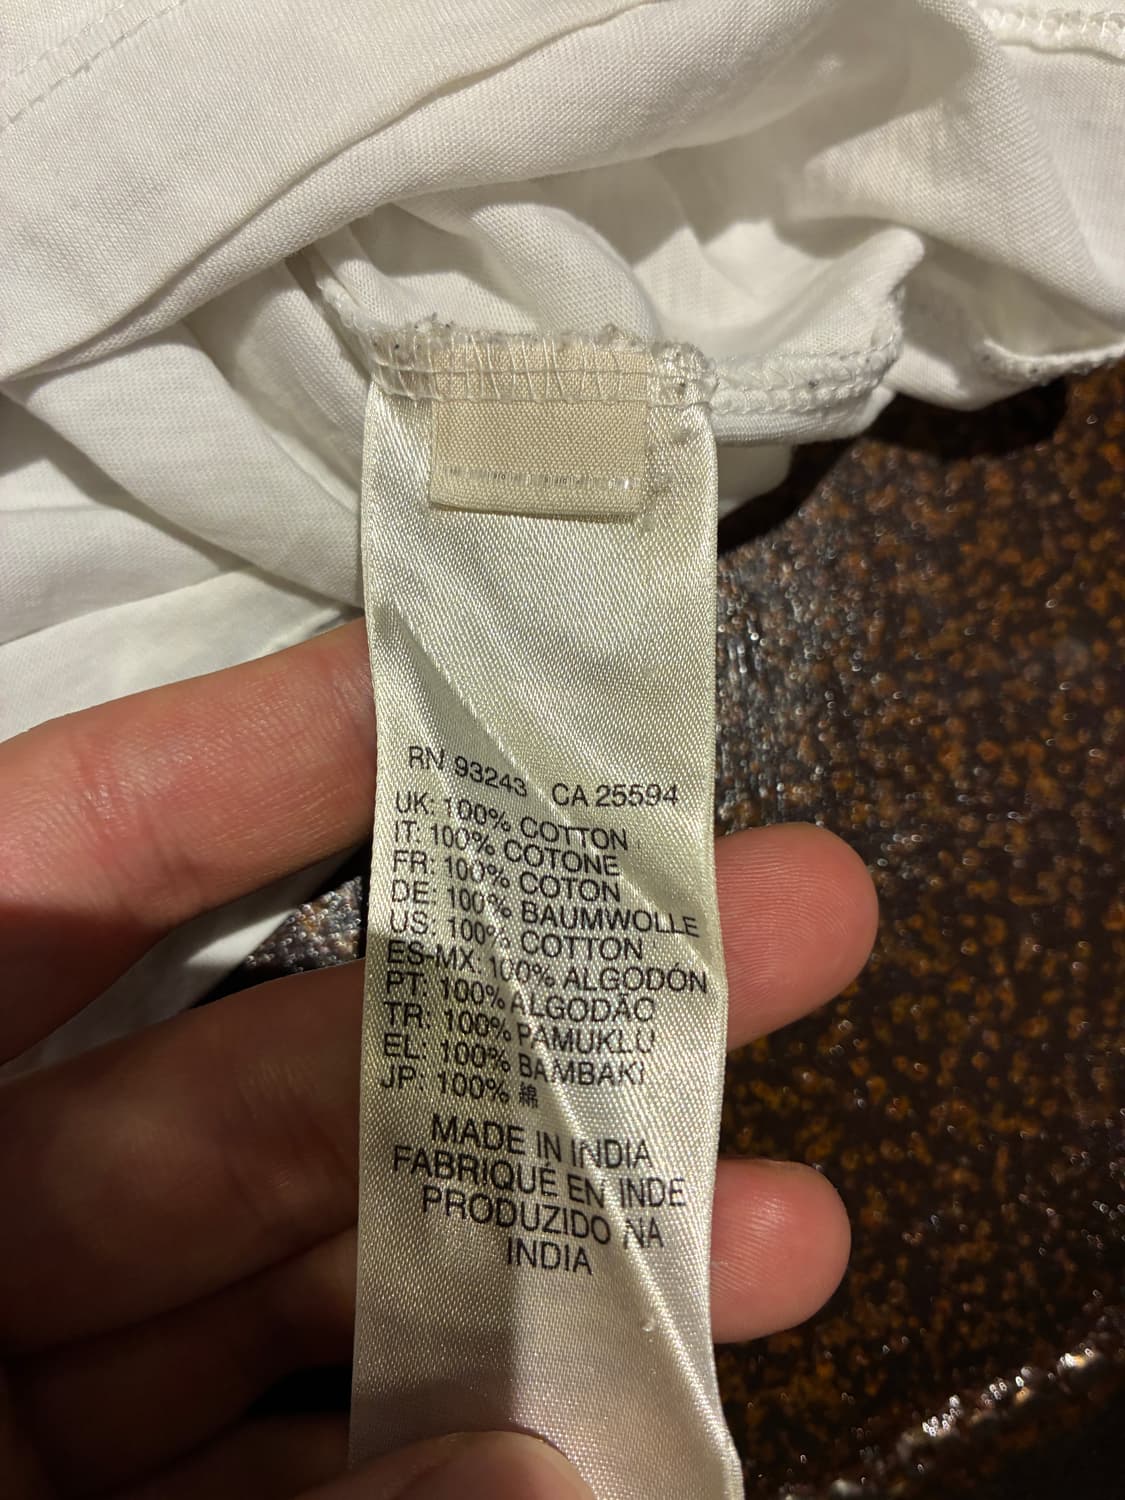 RN 93243 CA 25594
UK: 100% COTTON
IT: 100% COTONE
FR: 100% COTON
DE: 100% BAUMWOLLE
US: 100% COTTON
ES-MX: 100% ALGODÓN
PT: 100% ALGODÃO
TR: 100% PAMUKLU
EL: 100% BAMBAKI
JP: 100% 綿
MADE IN INDIA
FABRIQUÉ EN INDE
PRODUZIDO NA
INDIA